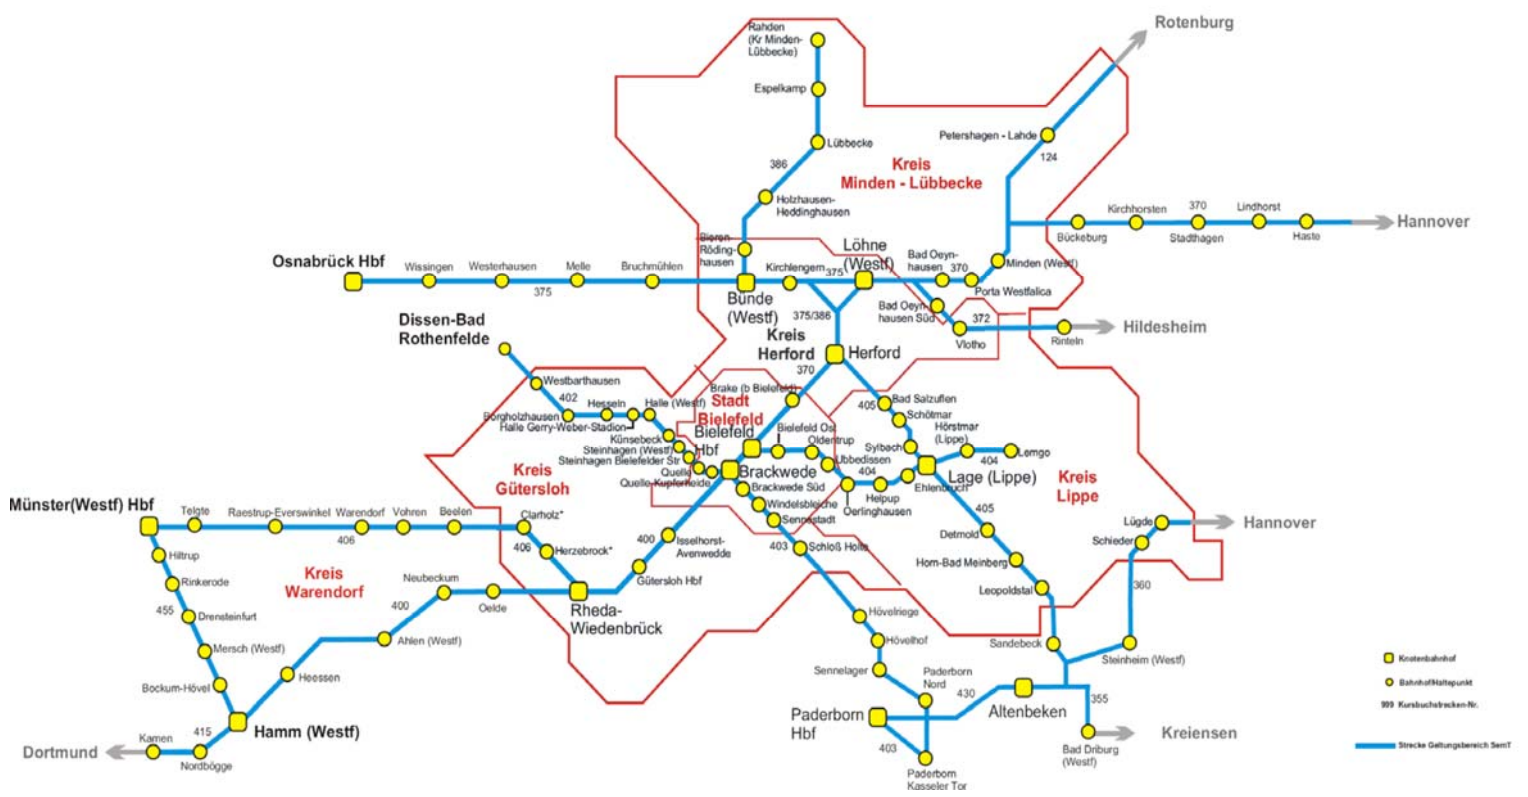 Rotenburg
Rahden
(Kr Minden-
Lübbecke)
Espelkamp
Lübbecke
386
Holzhausen-
Heddinghausen
Kreis
Minden - Lübbecke
Petershagen - Lahde
124
Kirchhorsten
370
Lindhorst
Hannover
Bückeburg
Stadthagen
Haste
Bieren-
Röding-
hausen
Löhne
(Westf)
Bad Oeyn-
hausen
370
Minden (Westf)
Porta Westfalica
Osnabrück Hbf
Wissingen
Westerhausen
Melle
Bruchmühlen
375
Kirchlengern
375
Bünde
(Westf)
375/386
Bad Oeyn
hausen Süd
372
Vlotho
Rinteln
Hildesheim
Dissen-Bad
Rothenfelde
Kreis
Herford
Herford
370
Westbarthausen
402
Borgholzhausen
Hesseln
Halle (Westf)
Halle Gerry-Weber-Stadion
Künsebeck
Steinhagen (Westf)
Steinhagen Bielefelder Str
Quelle
Quelle-Kupferheide
Brake (b Bielefeld)
Stadt
Bielefeld
Bielefeld
Hbf
Bielefeld Ost
Oldentrup
Ubbedissen
404
Oerlinghausen
Helpup
Ehlenbruch
405
Bad Salzuflen
Schötmar
Sylbach
Hörstmar
(Lippe)
404
Lemgo
Lage (Lippe)
Kreis
Lippe
Brackwede
Brackwede Süd
Windelsbleiche
Sennestadt
403
Schloß Holte
Kreis
Gütersloh
Münster(Westf) Hbf
Telgte
Raestrup-Everswinkel
Warendorf
Vohren
Beelen
406
Clarholz*
406
Herzebrock*
400
Isselhorst-
Avenwedde
Gütersloh Hbf
Rheda-
Wiedenbrück
Hiltrup
Rinkerode
455
Drensteinfurt
Mersch (Westf)
Bockum-Hövel
Kreis
Warendorf
Neubeckum
400
Oelde
Ahlen (Westf)
Heessen
Hamm (Westf)
415
Kamen
Nordbögge
Dortmund
405
Detmold
Horn-Bad Meinberg
Leopoldstal
Sandebeck
Lügde
Hannover
Schieder
360
Steinheim (Westf)
Hövelriege
Hövelhof
Sennelager
Paderborn
Nord
430
Altenbeken
355
Paderborn
Hbf
403
Paderborn
Kasseler Tor
Bad Driburg
(Westf)
Kreiensen
Knotenbahnhof
Bahnhof/Haltepunkt
999 Kursbuchstrecken-Nr.
Strecke Geltungsbereich SemT